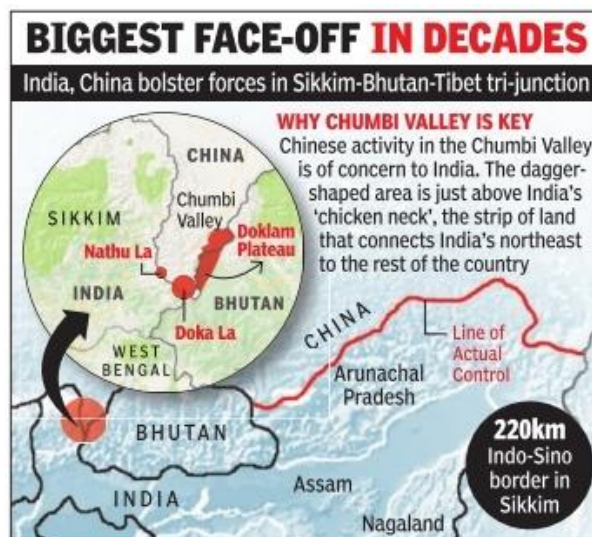 BIGGEST FACE-OFF IN DECADES
India, China bolster forces in Sikkim-Bhutan-Tibet tri-junction
WHY CHUMBI VALLEY IS KEY
Chinese activity in the Chumbi Valley
is of concern to India. The dagger-
shaped area is just above India's
'chicken neck', the strip of land
that connects India's northeast
to the rest of the country
CHINA
Chumbi
Valley
SIKKIM
Doklam
Plateau
Nathu La
INDIA
BHUTAN
Doka La
WEST
BENGAL
CHINA
Line of
Actual
Control
Arunachal
Pradesh
BHUTAN
220km
Indo-Sino
border in
Sikkim
INDIA
Assam
Nagaland